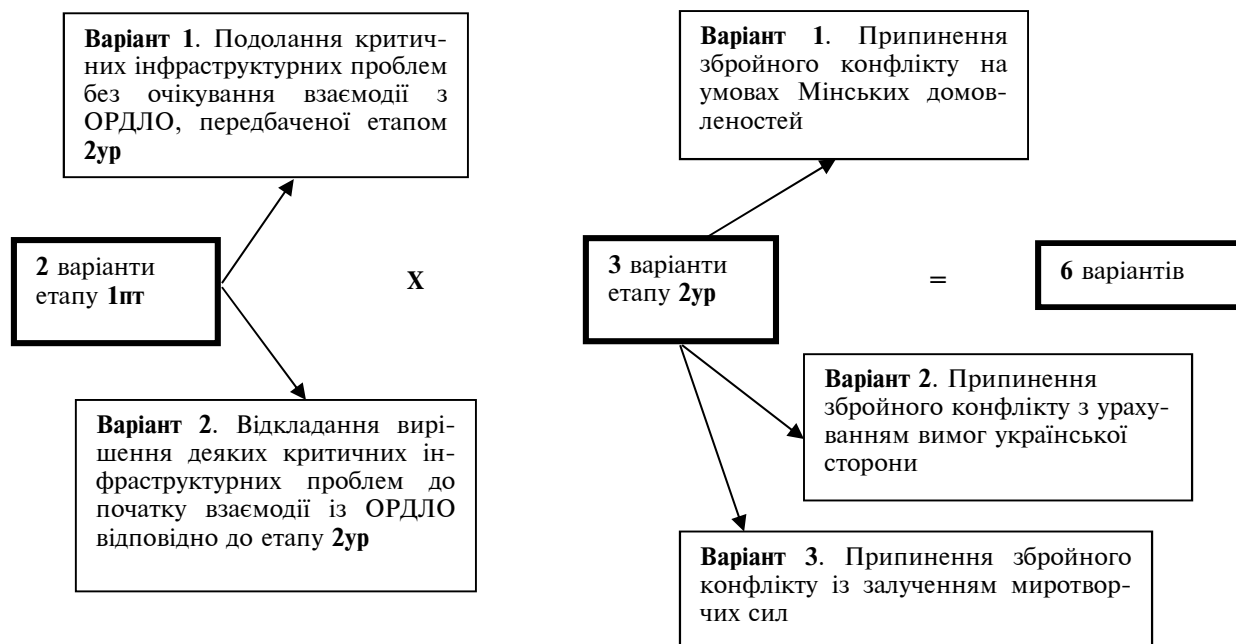 Варіант 1. Подолання критич-
них інфраструктурних проблем
без очікування взаємодії з
ОРДЛО, передбаченої етапом
2ур
Варіант 1. Припинення
збройного конфлікту на
умовах Мінських домов-
леностей
2 варіанти
етапу 1пт
X
3 варіанти
етапу 2ур
=
6 варіантів
Варіант 2. Відкладання вирі-
шення деяких критичних ін-
фраструктурних проблем до
початку взаємодії із ОРДЛО
відповідно до етапу 2ур
Варіант 2. Припинення
збройного конфлікту з ураху-
ванням вимог української
сторони
Варіант 3. Припинення збройного
конфлікту із залученням миротвор-
чих сил